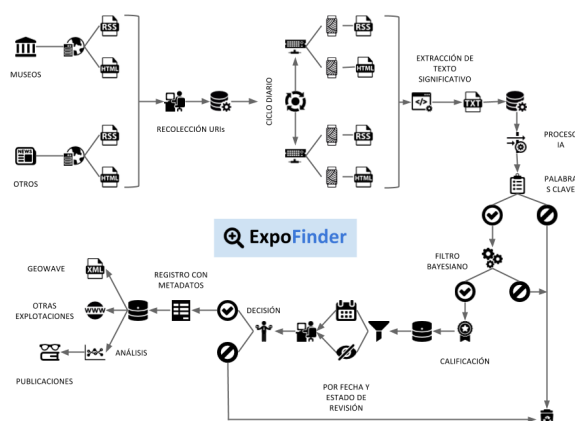 RSS
HTML
MUSEOS
NEWS
RSS
HTML
OTROS
RECOLECCIÓN URIs
CICLO DIARIO
RSS
HTML
RSS
HTML
EXTRACCIÓN DE
TEXTO
SIGNIFICATIVO
</>
TXT
PROCESO
IA
PALABRA
S CLAVE
ExpoFinder
FILTRO
BAYESIANO
CALIFICACIÓN
POR FECHA Y
ESTADO DE
REVISIÓN
DECISIÓN
REGISTRO CON
METADATOS
GEOWAVE
XML
OTRAS
EXPLOTACIONES
WWW
ANÁLISIS
PUBLICACIONES